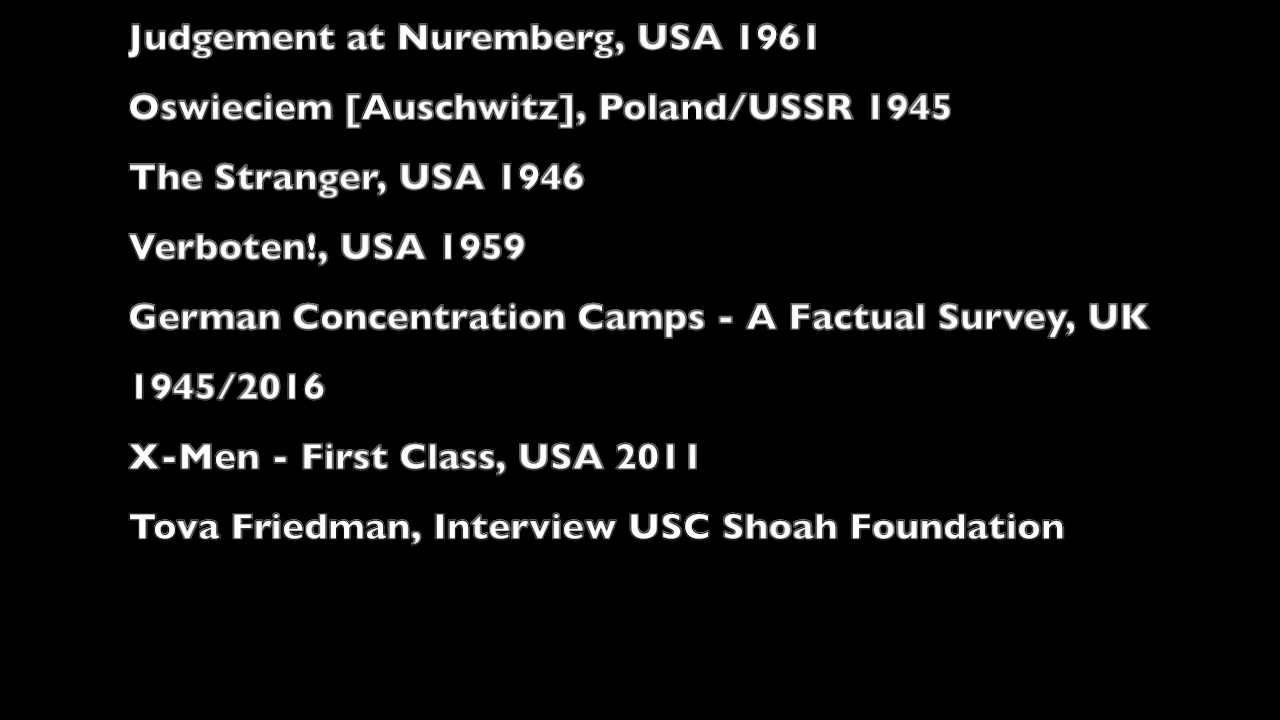 Judgement at Nuremberg, USA 1961
Oswieciem [Auschwitz], Poland/USSR 1945
The Stranger, USA 1946
Verboten!, USA 1959
German Concentration Camps - A Factual Survey, UK
1945/2016
X-Men - First Class, USA 2011
Tova Friedman, Interview USC Shoah Foundation